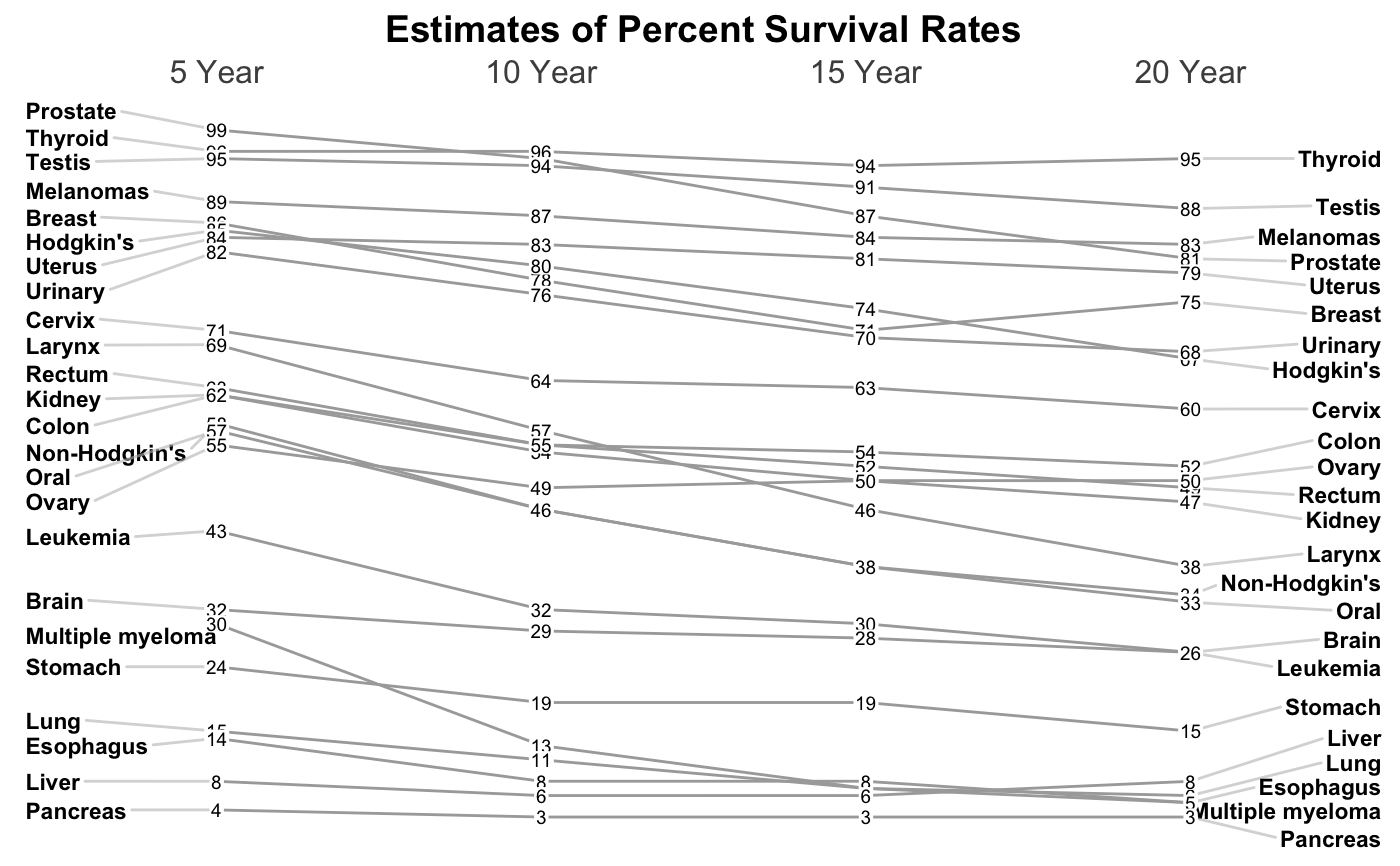 Estimates of Percent Survival Rates
5 Year 10 Year 15 Year 20 Year
Prostate 99
Thyroid 96 94 95 Thyroid
Testis 95 94 91 88 Testis
Melanomas 89 87 84 83 Melanomas
Breast 87 81 Prostate
Hodgkin's 84 83 81 79 Uterus
Uterus 80 74 75 Breast
Urinary 82 78
76 70 68 Urinary
Hodgkin's
Cervix 71 64 63 60 Cervix
Larynx 69 57
Rectum 54 52 Colon
Kidney 62 55 52 50 Ovary
Colon Rectum
Non-Hodgkin's 57 50 47 Kidney
Oral 55 49 46 38 Larynx
Ovary 46 38 Non-Hodgkin's
33 Oral
Leukemia 43 32 30
Brain 32 29 28 26 Brain
Leukemia
Multiple myeloma 30
Stomach 24 19 19 15 Stomach
Lung 13 Liver
Esophagus 14 11 Lung
Liver 8 8 8 8 Esophagus
6 6 5 Multiple myeloma
Pancreas 4 3 3 3 Pancreas